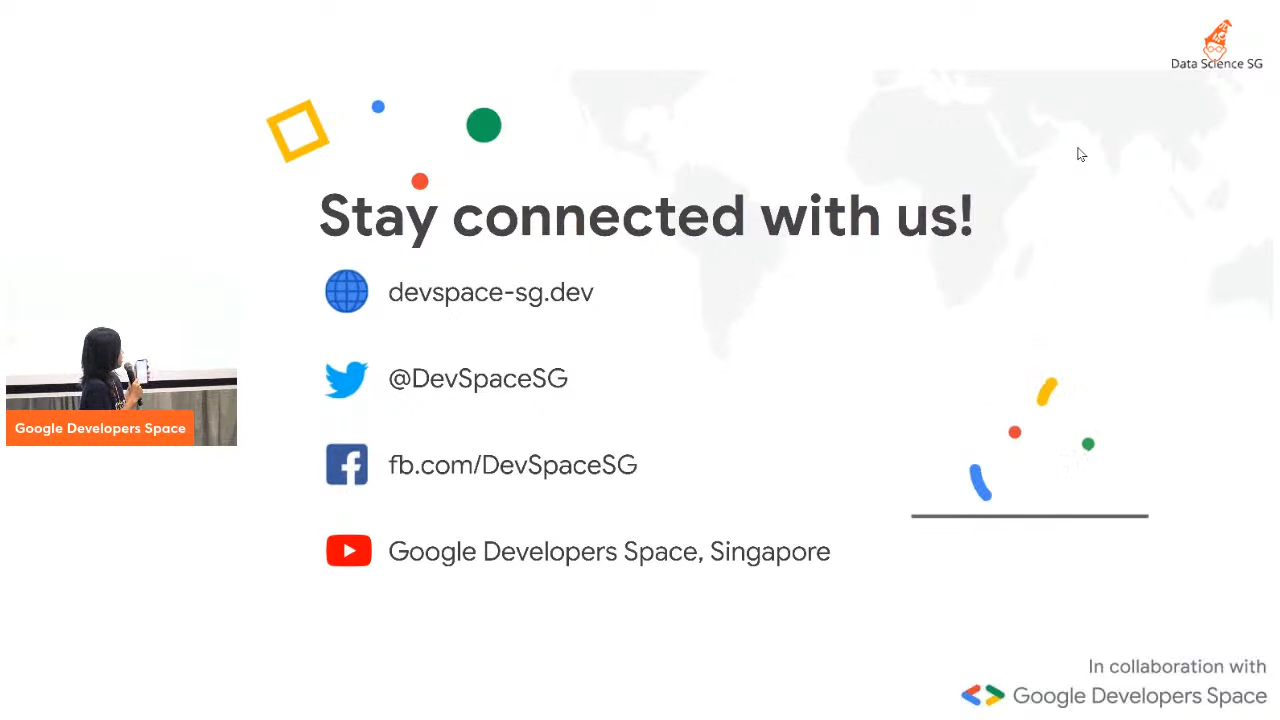 Data Science SG
Stay connected with us!
devspace-sg.dev
@DevSpaceSG
fb.com/DevSpaceSG
Google Developers Space, Singapore
Google Developers Space
In collaboration with
Google Developers Space